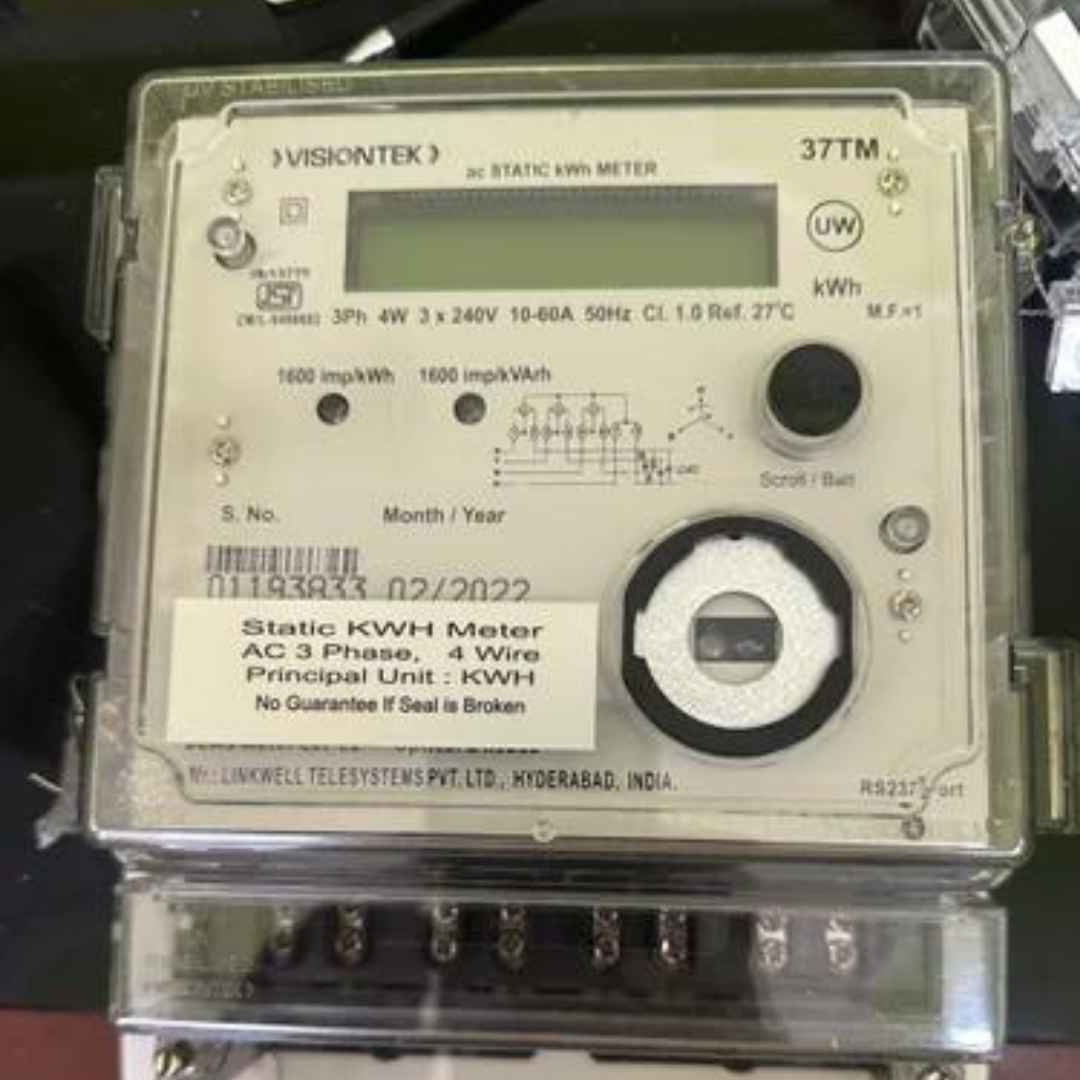 UV STABILISED
VISIONTEK
37TM
ac STATIC kWh METER
UW
kWh
3Ph 4W 3 x 240V 10-60A 50Hz Cl. 1.0 Ref. 27°C
M.F.=1
1600 imp/kWh 1600 imp/kVArh
Scroll / Batt
S. No. Month / Year
01193833 02/2022
Static KWH Meter
AC 3 Phase, 4 Wire
Principal Unit : KWH
No Guarantee If Seal is Broken
LINKWELL TELESYSTEMS PVT. LTD., HYDERABAD, INDIA.